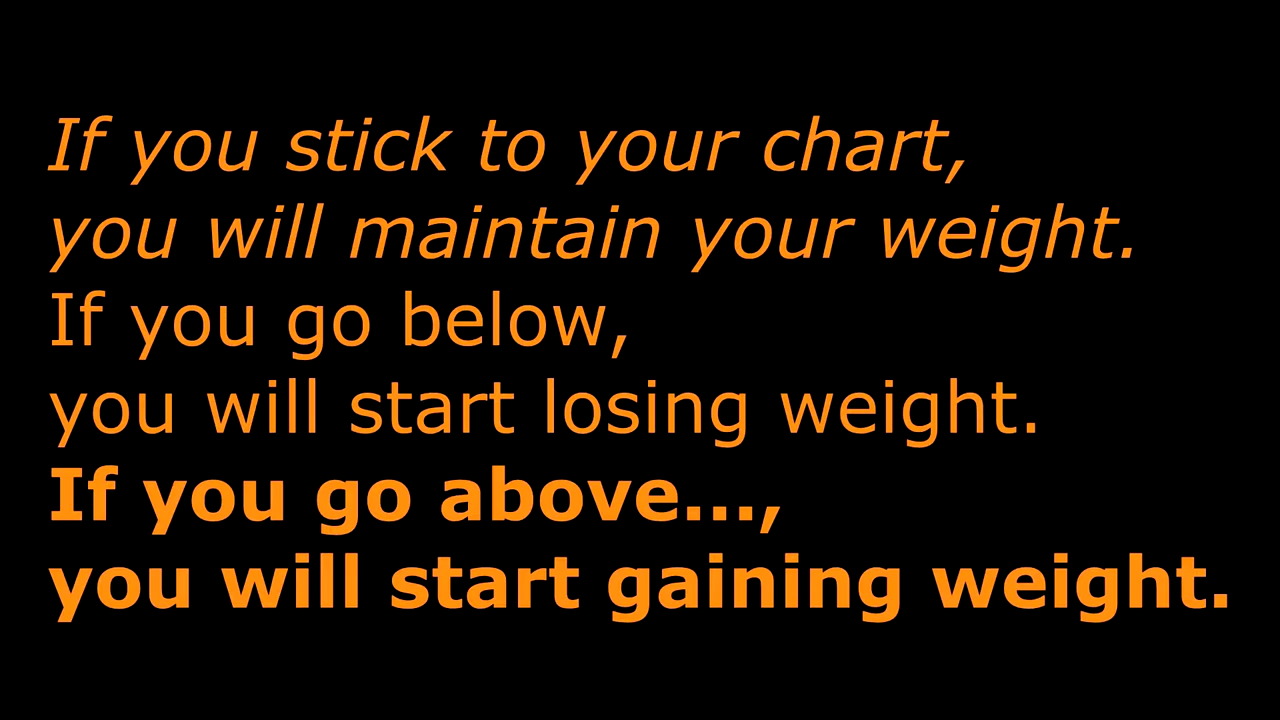 If you stick to your chart,
you will maintain your weight.
If you go below,
you will start losing weight.
If you go above...,
you will start gaining weight.